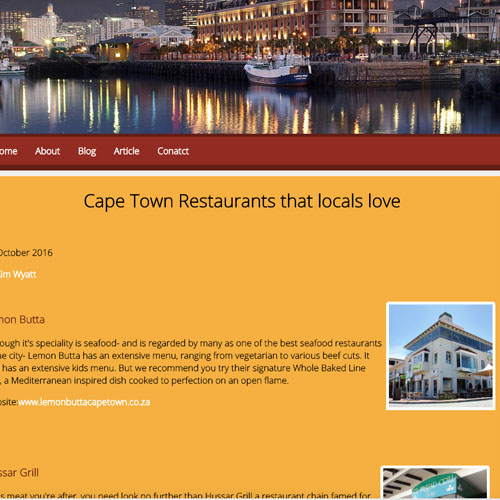 ome About Blog Article Conatct
Cape Town Restaurants that locals love
October 2016
im Wyatt
mon Butta
ough it's speciality is seafood- and is regarded by many as one of the best seafood restaurants
e city- Lemon Butta has an extensive menu, ranging from vegetarian to various beef cuts. It
has an extensive kids menu. But we recommend you try their signature Whole Baked Line
, a Mediterranean inspired dish cooked to perfection on an open flame.
bsite:www.lemonbuttacapetown.co.za
ssar Grill
s meat you're after, you need look no further than Hussar Grill a restaurant chain famed for